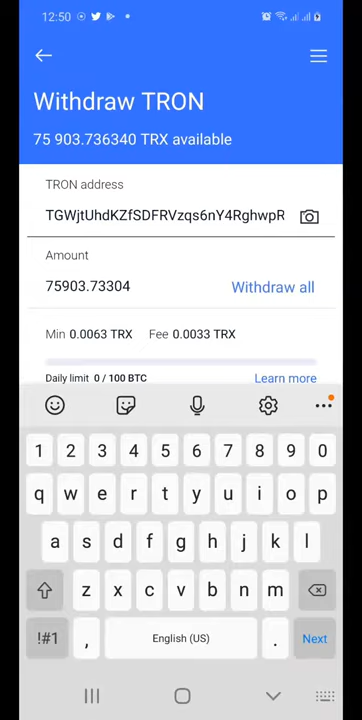 12:50
Withdraw TRON
75 903.736340 TRX available
TRON address
TGWjtUhdKZfSDFRVzqs6nY4RghwpR
Amount
75903.73304
Withdraw all
Min 0.0063 TRX Fee 0.0033 TRX
Daily limit 0 / 100 BTC
Learn more
1 2 3 4 5 6 7 8 9 0
q w e r t y u i o p
a s d f g h j k l
z x c v b n m
!#1 , English (US) . Next